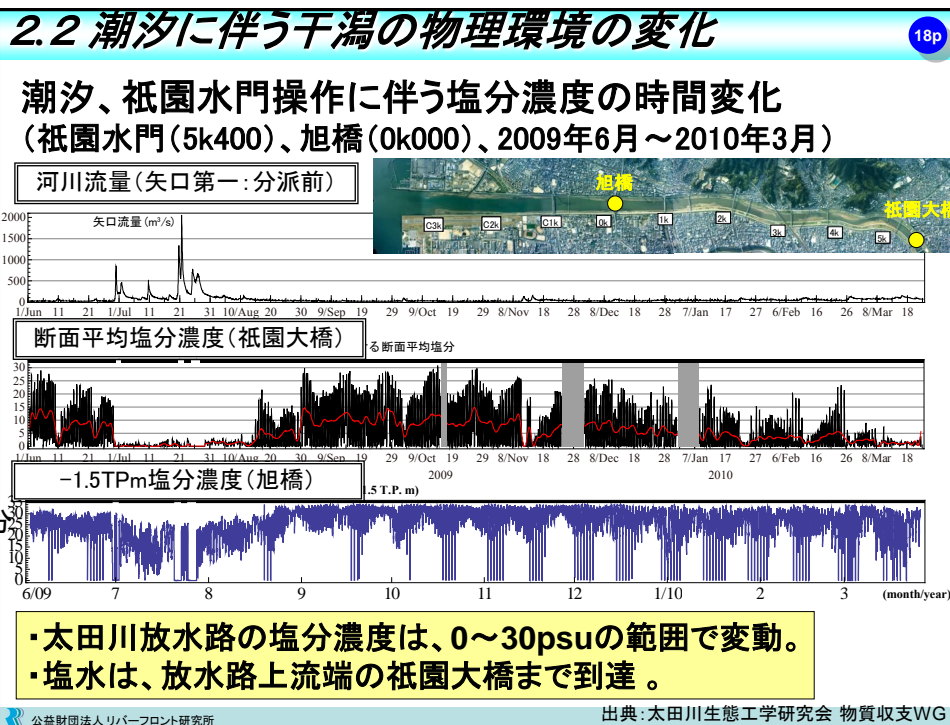 2.2 潮汐に伴う干潟の物理環境の変化
18p
潮汐、祇園水門操作に伴う塩分濃度の時間変化
（祇園水門（5k400）、旭橋（0k000）、2009年6月～2010年3月）
河川流量（矢口第一：分派前）
旭橋
祇園大橋
C3k C2k C1k 0k 1k 2k 3k 4k 5k
矢口流量（m³/s）
2000
1500
1000
500
0
1/Jun 11 21 1/Jul 11 21 31 10/Aug 20 30 9/Sep 19 29 9/Oct 19 29 8/Nov 18 28 8/Dec 18 28 7/Jan 17 27 6/Feb 16 26 8/Mar 18
断面平均塩分濃度（祇園大橋）
る断面平均塩分
30
25
20
15
10
5
0
1/Jun 11 21 1/Jul 11 21 31 10/Aug 20 30 9/Sep 19 29 9/Oct 19 29 8/Nov 18 28 8/Dec 18 28 7/Jan 17 27 6/Feb 16 26 8/Mar 18
2009 2010
-1.5TPm塩分濃度（旭橋）
1.5 T.P. m)
35
30
25
20
15
10
5
0
6/09 7 8 9 10 11 12 1/10 2 3 (month/year)
・太田川放水路の塩分濃度は、0～30psuの範囲で変動。
・塩水は、放水路上流端の祇園大橋まで到達 。
公益財団法人リバーフロント研究所
出典：太田川生態工学研究会 物質収支WG